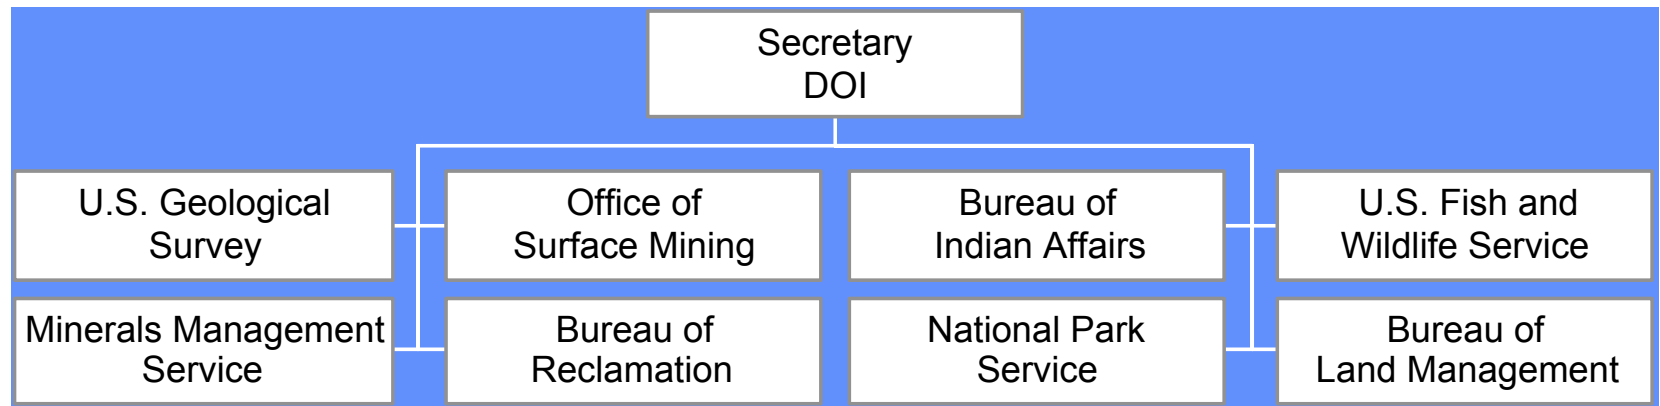 Secretary
DOI
U.S. Geological
Survey
Office of
Surface Mining
Bureau of
Indian Affairs
U.S. Fish and
Wildlife Service
Minerals Management
Service
Bureau of
Reclamation
National Park
Service
Bureau of
Land Management